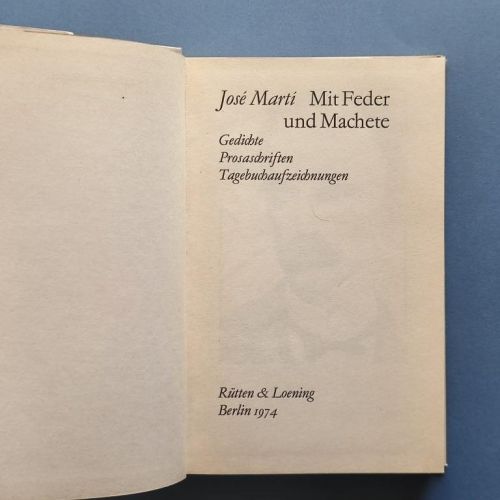 José Martí Mit Feder
und Machete
Gedichte
Prosaschriften
Tagebuchaufzeichnungen
Rütten & Loening
Berlin 1974